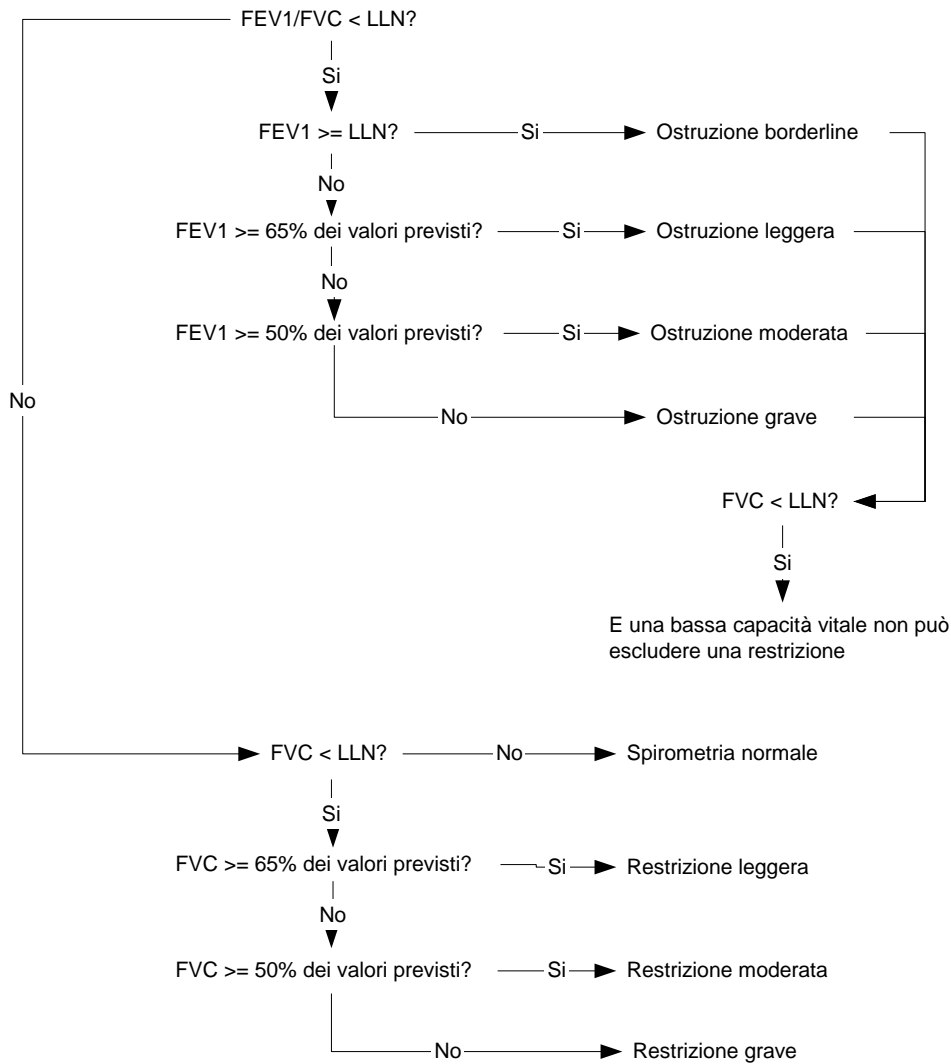 FEV1/FVC < LLN?
Si
FEV1 >= LLN?
Si
Ostruzione borderline
No
FEV1 >= 65% dei valori previsti?
Si
Ostruzione leggera
No
FEV1 >= 50% dei valori previsti?
Si
Ostruzione moderata
No
No
Ostruzione grave
FVC < LLN?
Si
E una bassa capacità vitale non può
escludere una restrizione
FVC < LLN?
No
Spirometria normale
Si
FVC >= 65% dei valori previsti?
Si
Restrizione leggera
No
FVC >= 50% dei valori previsti?
Si
Restrizione moderata
No
Restrizione grave